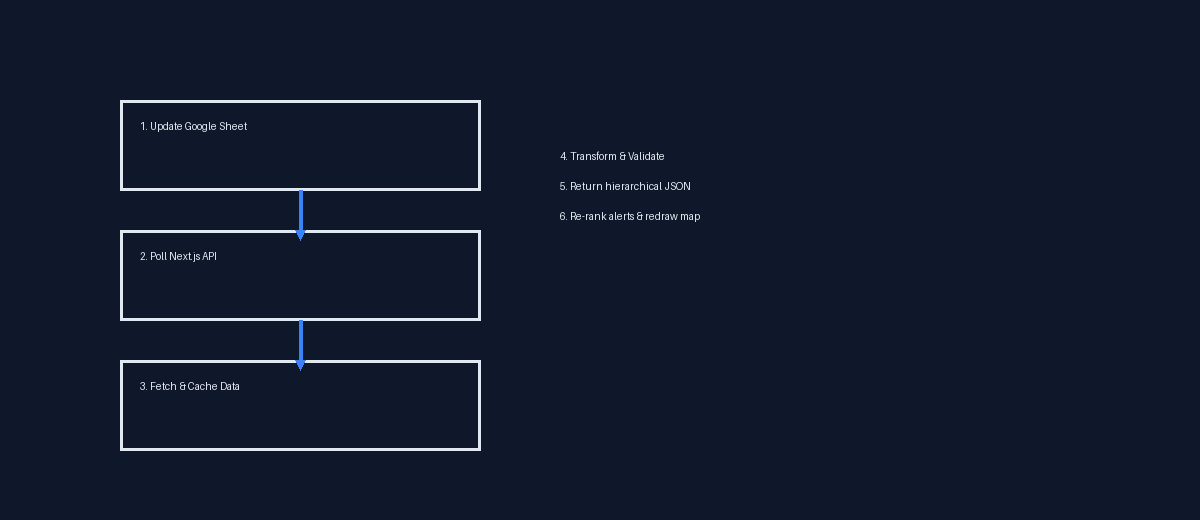 1. Update Google Sheet
2. Poll Next.js API
3. Fetch & Cache Data
4. Transform & Validate
5. Return hierarchical JSON
6. Re-rank alerts & redraw map